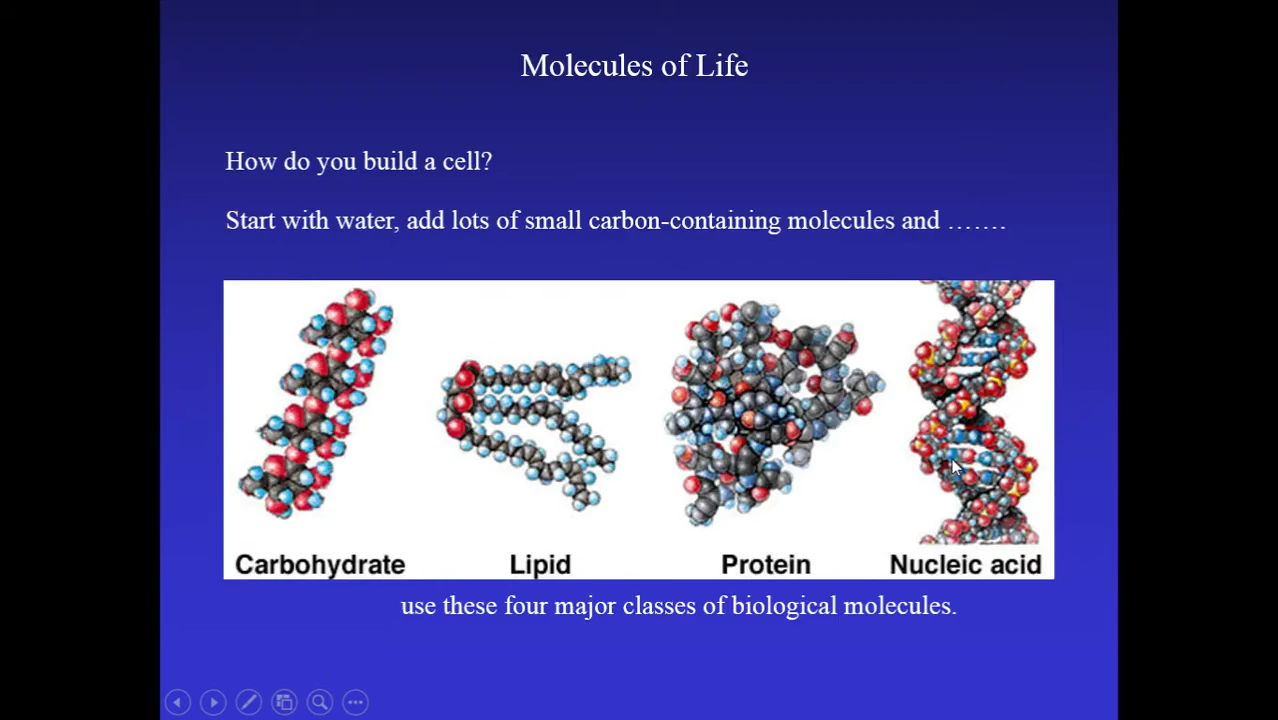 Molecules of Life
How do you build a cell?
Start with water, add lots of small carbon-containing molecules and …….
Carbohydrate Lipid Protein Nucleic acid
use these four major classes of biological molecules.